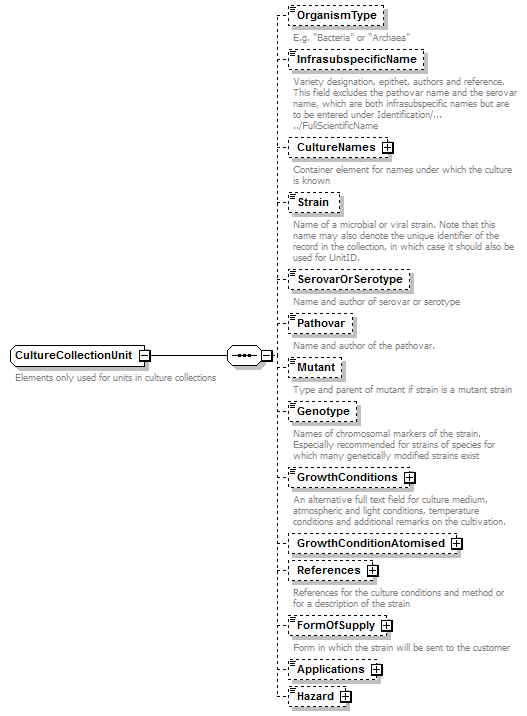 OrganismType
E.g. "Bacteria" or "Archaea"
InfrasubspecificName
Variety designation, epithet, authors and reference.
This field excludes the pathovar name and the serovar
name, which are both infrasubspecific names but are
to be entered under Identification/...
../FullScientificName
CultureNames
Container element for names under which the culture
is known
Strain
Name of a microbial or viral strain. Note that this
name may also denote the unique identifier of the
record in the collection, in which case it should also be
used for UnitID.
SerovarOrSerotype
Name and author of serovar or serotype
Pathovar
Name and author of the pathovar.
CultureCollectionUnit
Elements only used for units in culture collections
Mutant
Type and parent of mutant if strain is a mutant strain
Genotype
Names of chromosomal markers of the strain.
Especially recommended for strains of species for
which many genetically modified strains exist
GrowthConditions
An alternative full text field for culture medium,
atmospheric and light conditions, temperature
conditions and additional remarks on the cultivation.
GrowthConditionAtomised
References
References for the culture conditions and method or
for a description of the strain
FormOfSupply
Form in which the strain will be sent to the customer
Applications
Hazard